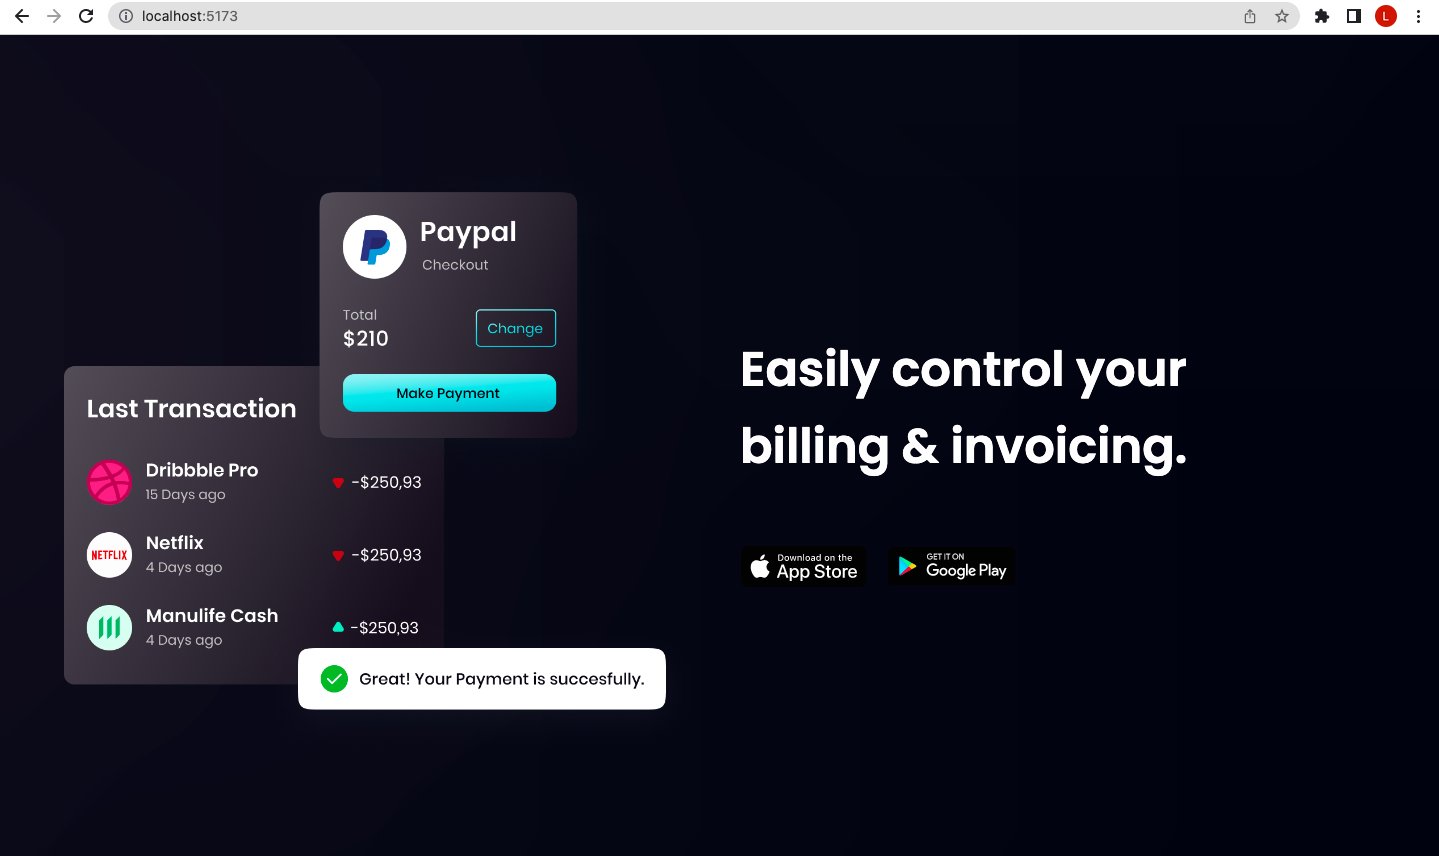 localhost:5173
L
Paypal
Checkout
Total
$210
Change
Make Payment
Last Transaction
Dribbble Pro
15 Days ago
-$250,93
NETFLIX
Netflix
4 Days ago
-$250,93
Manulife Cash
4 Days ago
-$250,93
Great! Your Payment is succesfully.
Easily control your
billing & invoicing.
Download on the
App Store
GET IT ON
Google Play